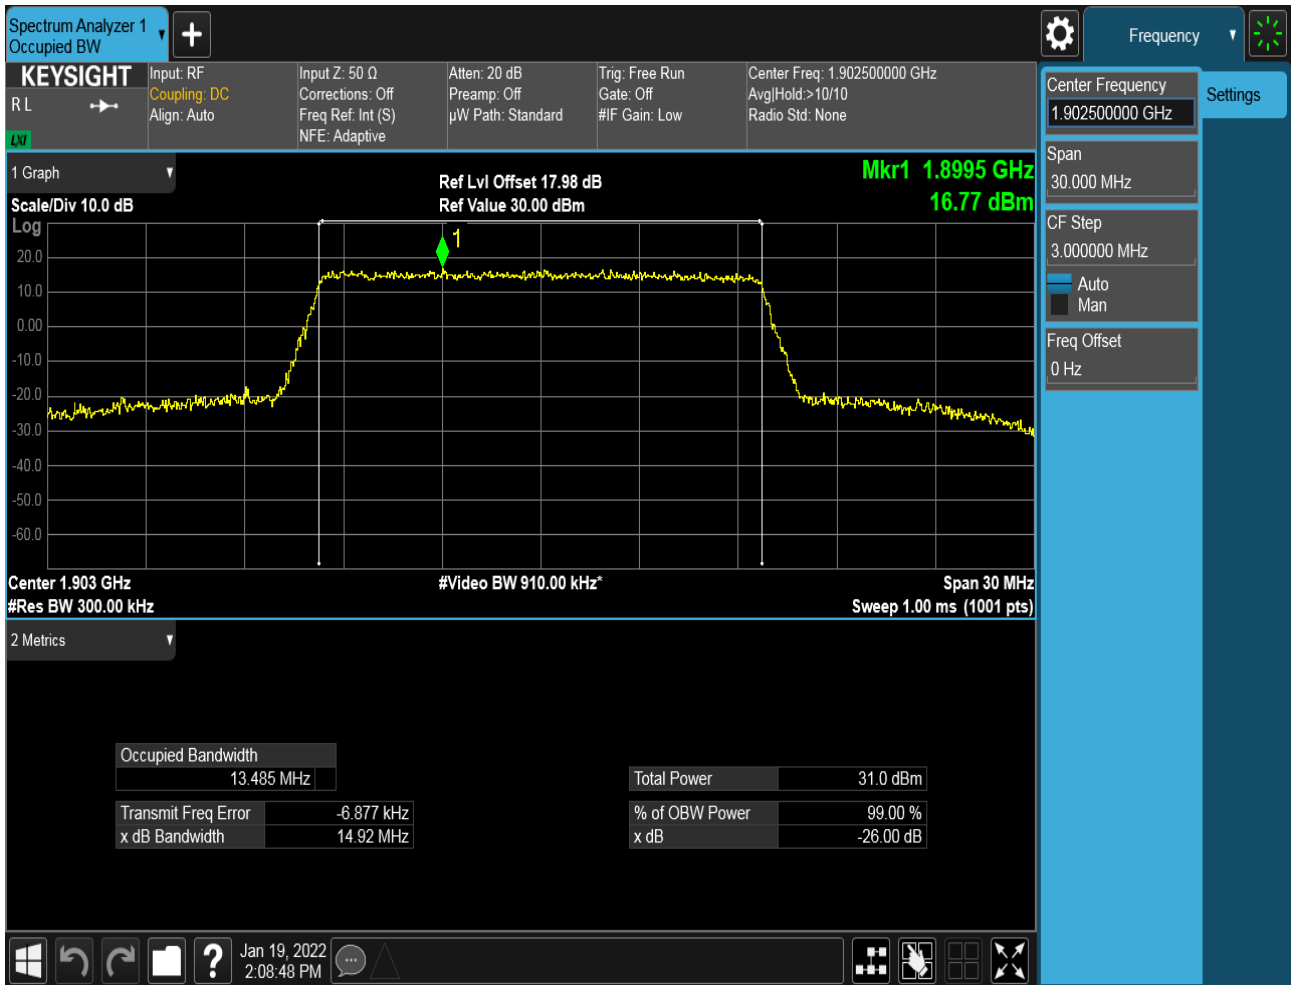 Spectrum Analyzer 1
Occupied BW
Frequency
KEYSIGHT
R L
LXI
Input: RF
Coupling: DC
Align: Auto
Input Z: 50 Ω
Corrections: Off
Freq Ref: Int (S)
NFE: Adaptive
Atten: 20 dB
Preamp: Off
µW Path: Standard
Trig: Free Run
Gate: Off
#IF Gain: Low
Center Freq: 1.902500000 GHz
Avg|Hold:>10/10
Radio Std: None
Center Frequency
1.902500000 GHz
Settings
Span
30.000 MHz
CF Step
3.000000 MHz
Auto
Man
Freq Offset
0 Hz
1 Graph
Scale/Div 10.0 dB
Log
Ref Lvl Offset 17.98 dB
Ref Value 30.00 dBm
Mkr1 1.8995 GHz
16.77 dBm
1
20.0
10.0
0.00
-10.0
-20.0
-30.0
-40.0
-50.0
-60.0
Center 1.903 GHz
#Res BW 300.00 kHz
#Video BW 910.00 kHz*
Span 30 MHz
Sweep 1.00 ms (1001 pts)
2 Metrics
Occupied Bandwidth
13.485 MHz
Transmit Freq Error -6.877 kHz
x dB Bandwidth 14.92 MHz
Total Power 31.0 dBm
% of OBW Power 99.00 %
x dB -26.00 dB
?
Jan 19, 2022
2:08:48 PM